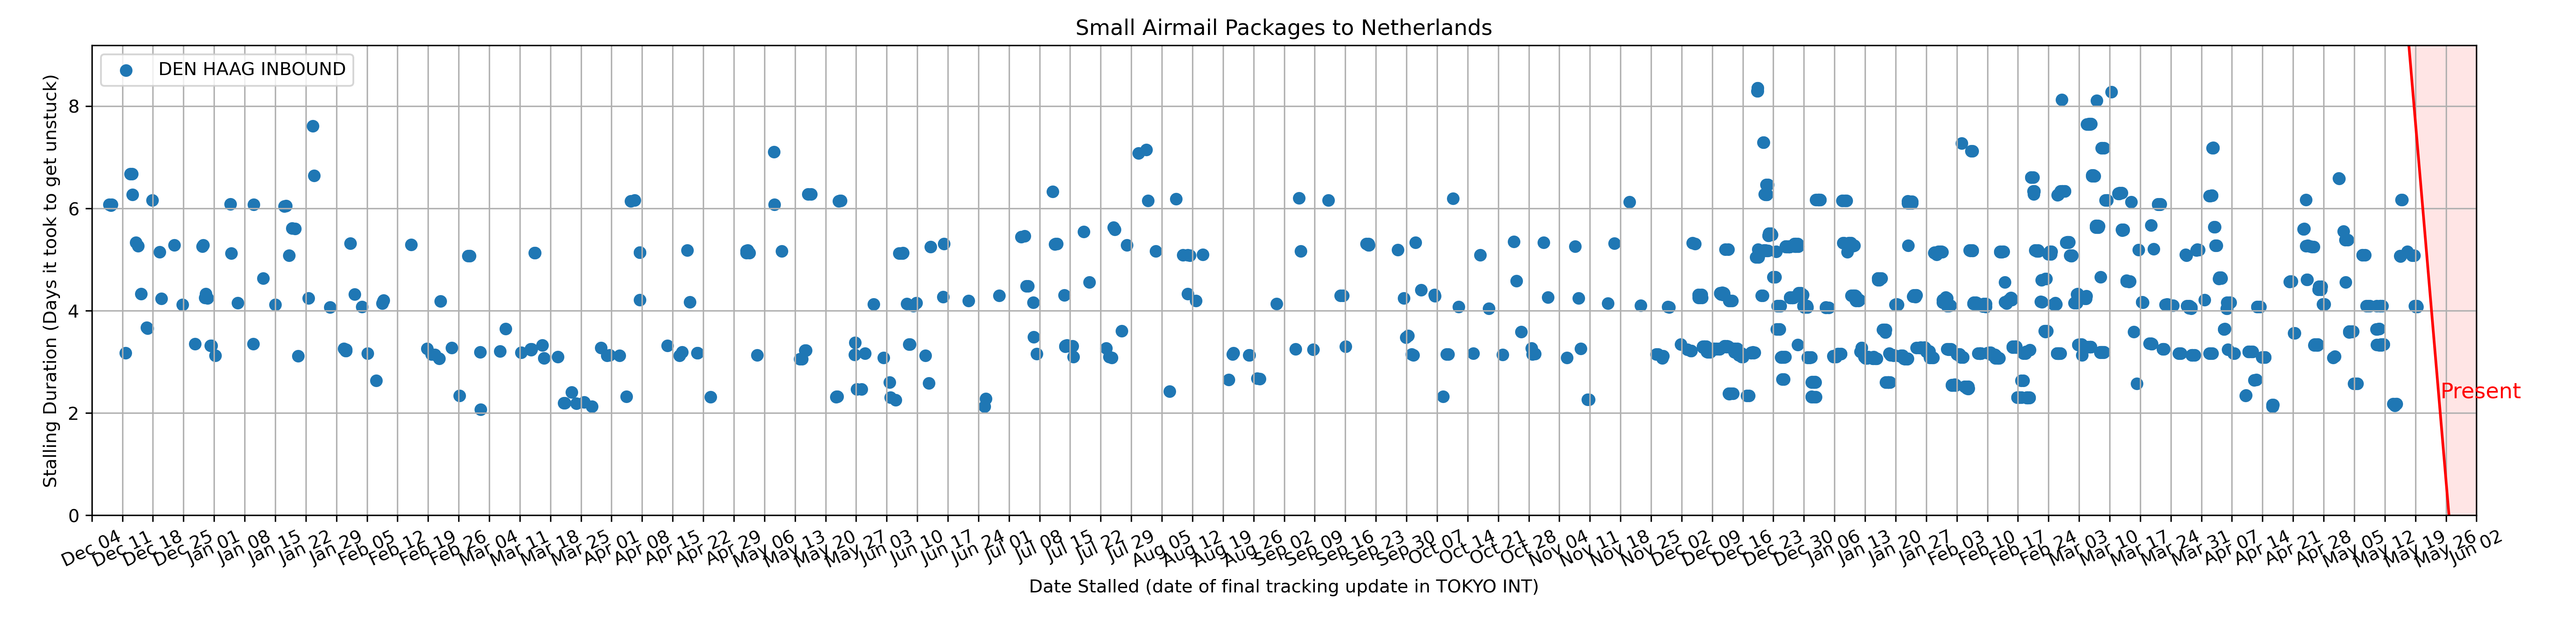 Small Airmail Packages to Netherlands
DEN HAAG INBOUND
Stalling Duration (Days it took to get unstuck)
8
6
4
2
0
Present
Dec 04
Dec 11
Dec 18
Dec 25
Jan 01
Jan 08
Jan 15
Jan 22
Jan 29
Feb 05
Feb 12
Feb 19
Feb 26
Mar 04
Mar 11
Mar 18
Mar 25
Apr 01
Apr 08
Apr 15
Apr 22
Apr 29
May 06
May 13
May 20
May 27
Jun 03
Jun 10
Jun 17
Jun 24
Jul 01
Jul 08
Jul 15
Jul 22
Jul 29
Aug 05
Aug 12
Aug 19
Aug 26
Sep 02
Sep 09
Sep 16
Sep 23
Sep 30
Oct 07
Oct 14
Oct 21
Oct 28
Nov 04
Nov 11
Nov 18
Nov 25
Dec 02
Dec 09
Dec 16
Dec 23
Dec 30
Jan 06
Jan 13
Jan 20
Jan 27
Feb 03
Feb 10
Feb 17
Feb 24
Mar 03
Mar 10
Mar 17
Mar 24
Mar 31
Apr 07
Apr 14
Apr 21
Apr 28
May 05
May 12
May 19
May 26
Jun 02
Date Stalled (date of final tracking update in TOKYO INT)